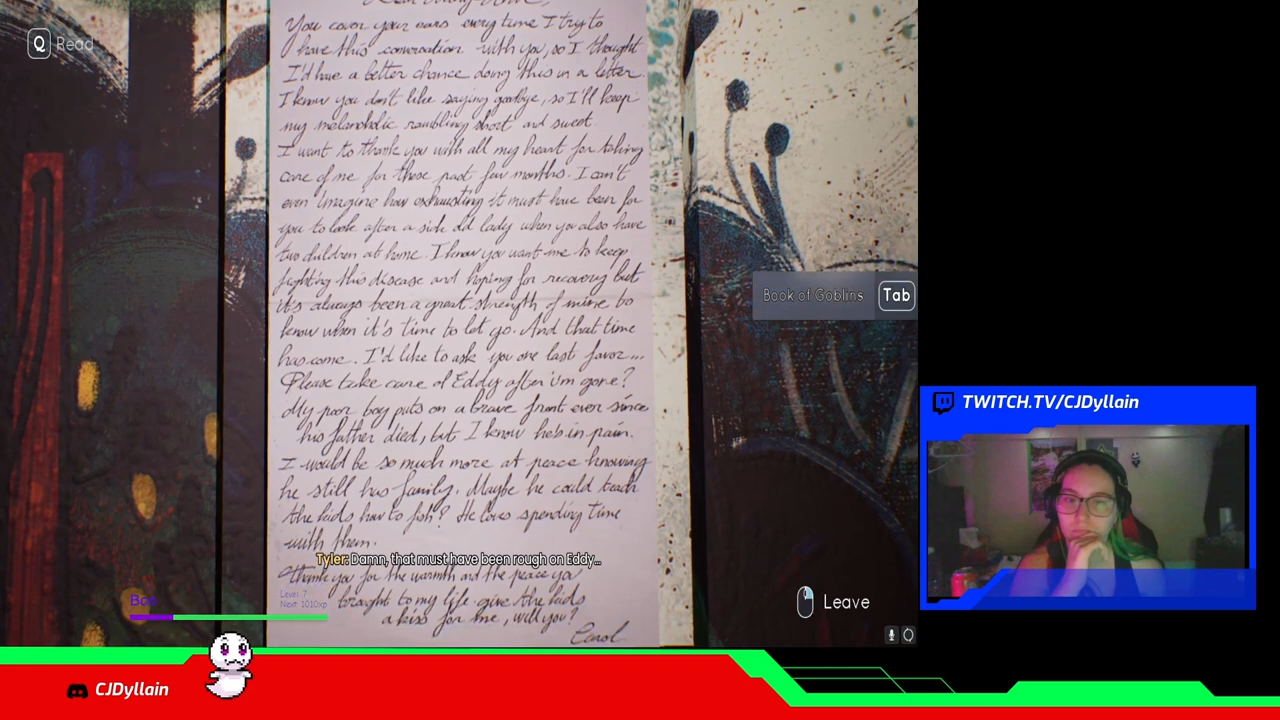 Q Read
You cover your ears every time I try to
have this conversation with you, so I thought
I'd have a better chance doing this in a letter.
I know you don't like saying goodbye, so I'll keep
my melancholic rambling short and sweet.
I want to thank you with all my heart for taking
care of me for these past few months. I can't
even imagine how exhausting it must have been for
you to look after a sick old lady when you also have
two children at home. I know you want me to keep
fighting this disease and hoping for recovery but
it's always been a great strength of mine to
know when it's time to let go. And that time
has come. I'd like to ask you one last favor...
Please take care of Eddy after i'm gone?
My poor boy puts on a brave front ever since
his father died, but I know he's in pain.
I would be so much more at peace knowing
he still has family. Maybe he could teach
the kids how to fish? He loves spending time
with them.
Tyler: Damn, that must have been rough on Eddy...
Thank you for the warmth and the peace you
brought to my life. give the kids
a kiss for me, will you?
Carol
Book of Goblins Tab
Leave
Level: 7
Next: 1010xp
TWITCH.TV/CJDyllain
CJDyllain